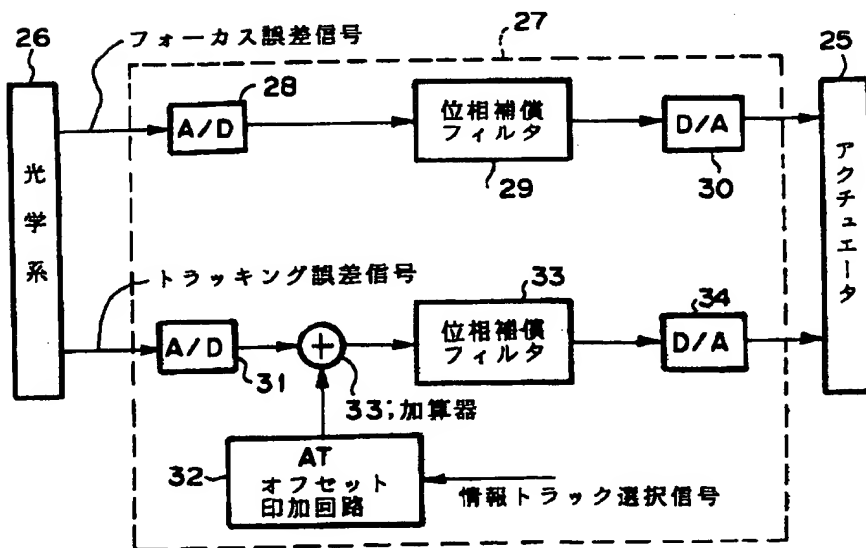 26
フォーカス誤差信号
27
25
28
A/D
位相補償
フィルタ
29
D/A
30
光学系
アクチュエータ
トラッキング誤差信号
33
34
A/D
31
+
位相補償
フィルタ
D/A
33;加算器
32
AT
オフセット
印加回路
情報トラック選択信号